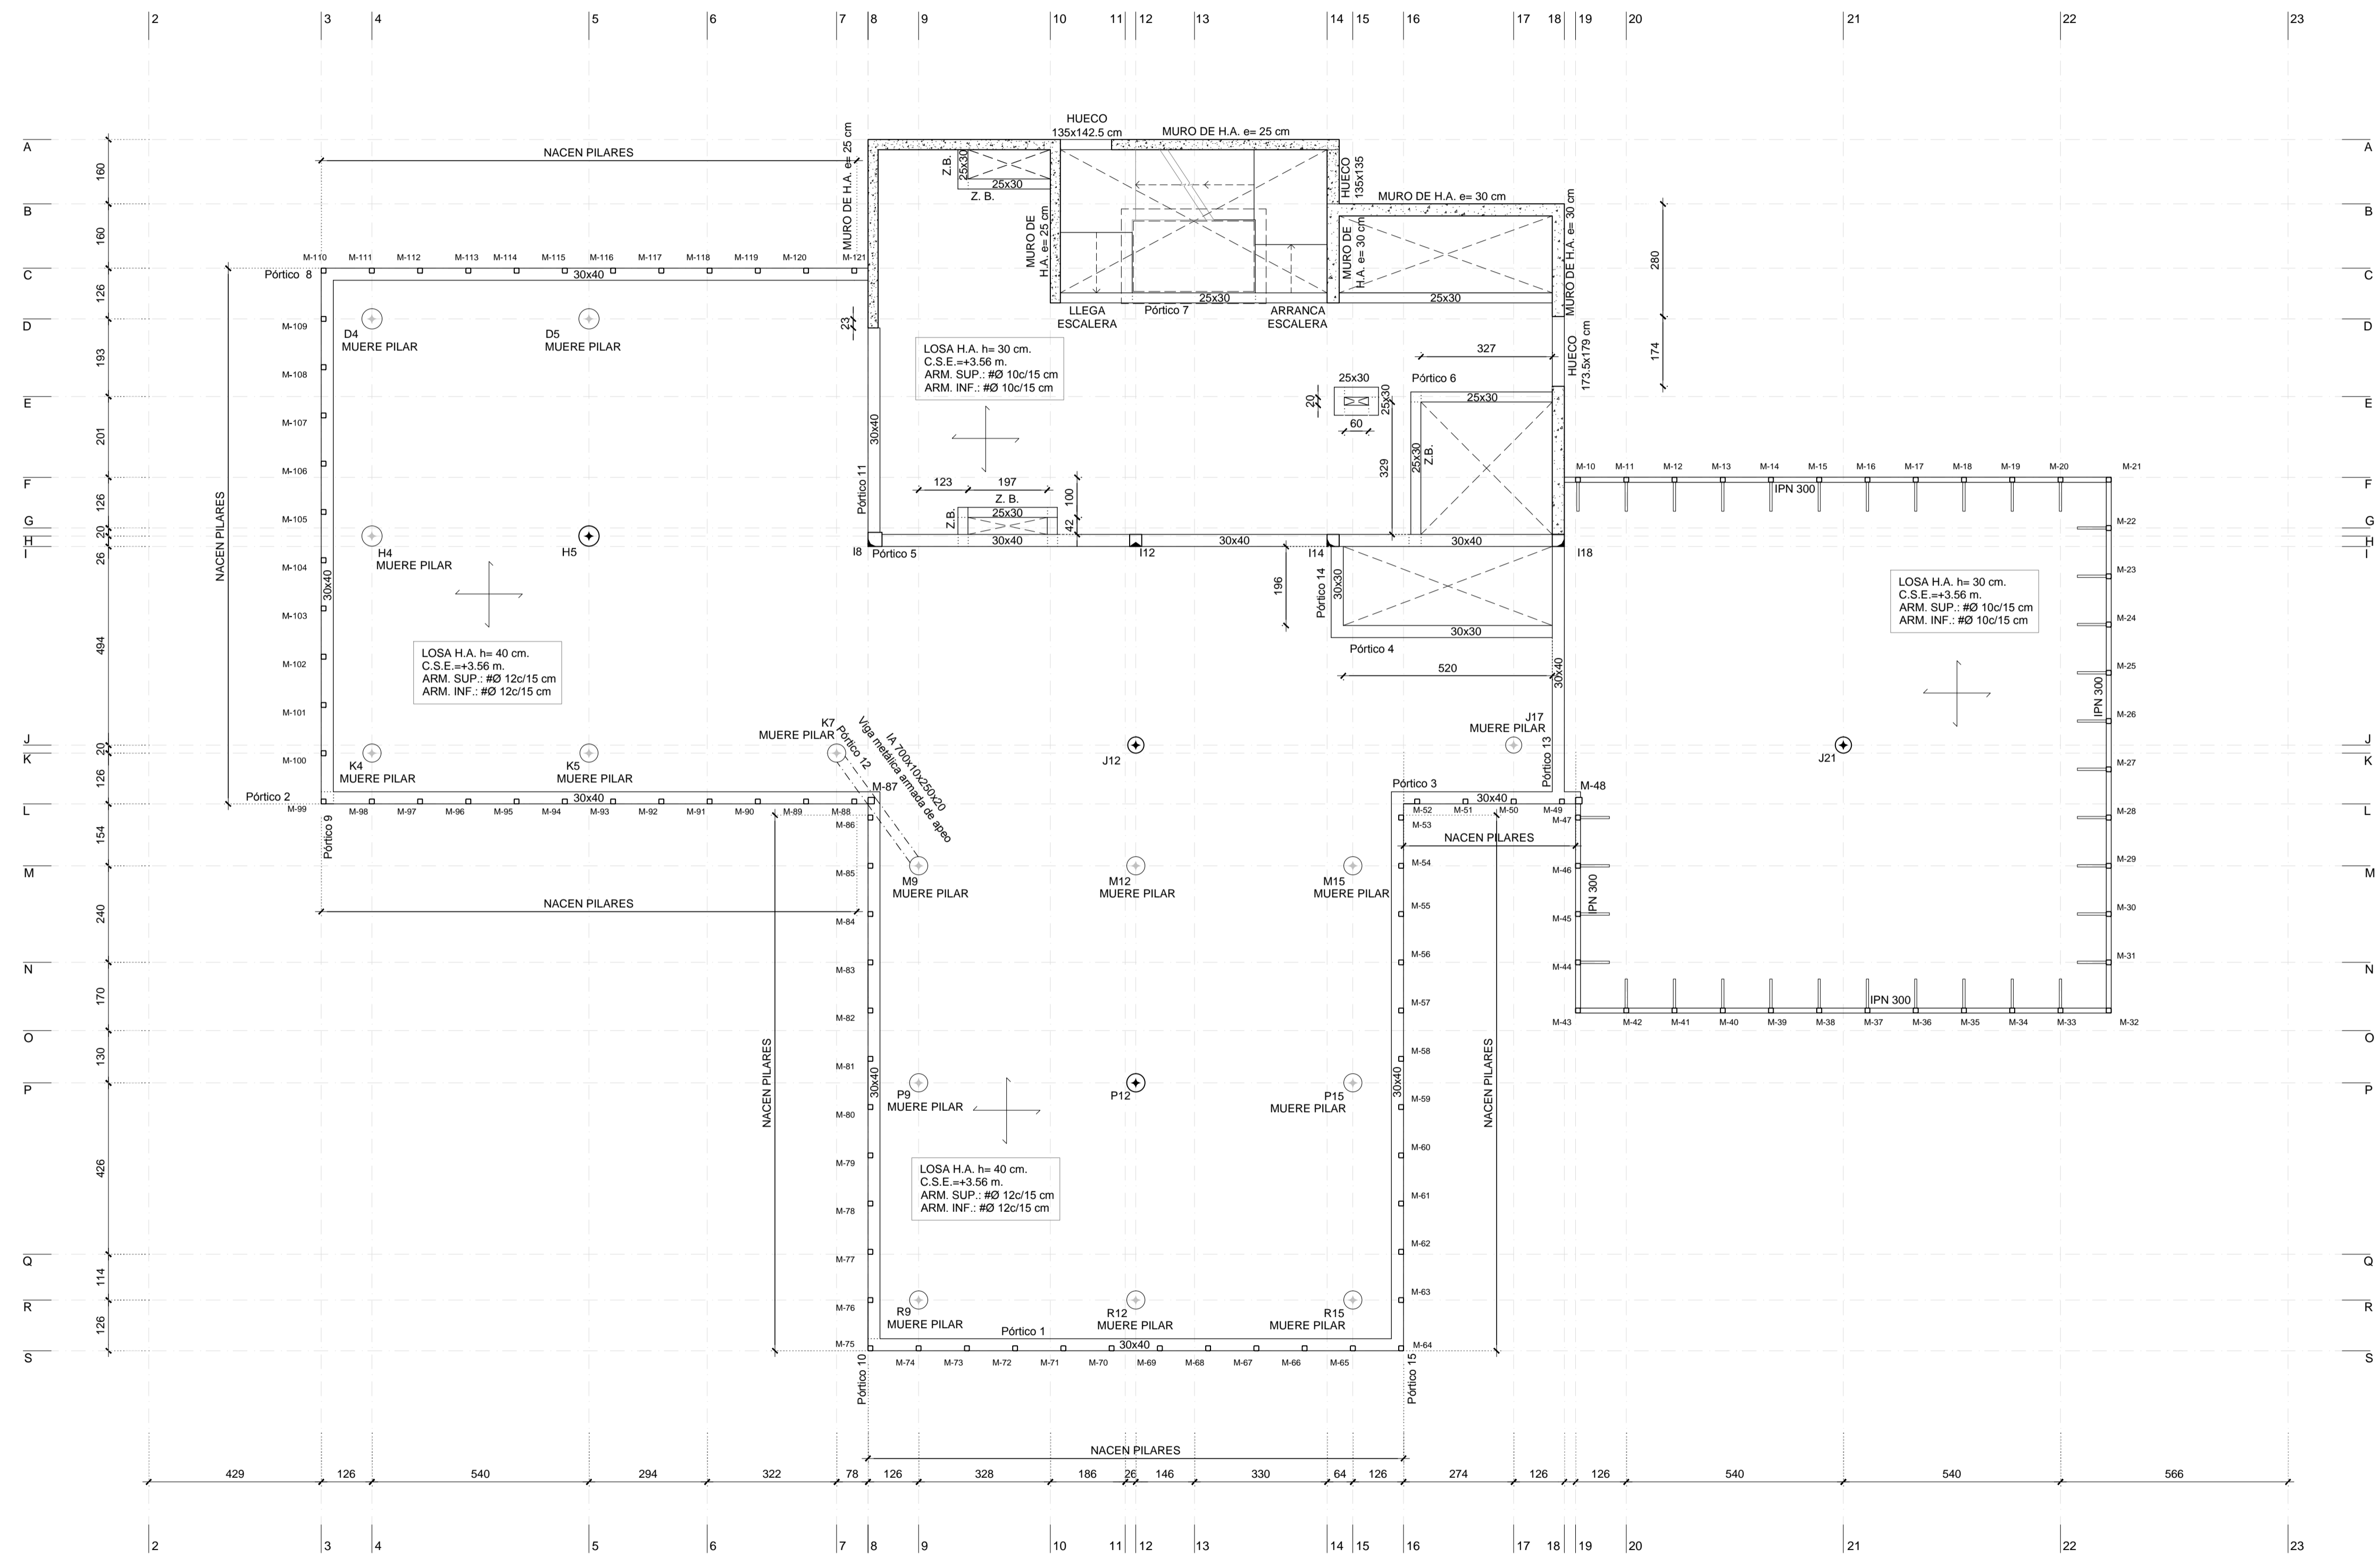 2 3 4 5 6 7 8 9 10 11 12 13 14 15 16 17 18 19 20 21 22 23
HUECO
135x142.5 cm
MURO DE H.A. e= 25 cm
A A
NACEN PILARES
160
MURO DE H.A. e= 25 cm
Z.B.
25x30
25x30
Z. B.
HUECO
135x135
MURO DE H.A. e= 30 cm
MURO DE H.A. e= 30 cm
B B
160
MURO DE
H.A. e= 25 cm
MURO DE
H.A. e= 30 cm
280
M-110 M-111 M-112 M-113 M-114 M-115 M-116 M-117 M-118 M-119 M-120 M-121
C C
Pórtico 8
30x40
126
25x30
25x30
LLEGA
ESCALERA
Pórtico 7
ARRANCA
ESCALERA
D D
M-109
D4
MUERE PILAR
D5
MUERE PILAR
23
193
174
HUECO
173.5x179 cm
LOSA H.A. h= 30 cm.
C.S.E.=+3.56 m.
ARM. SUP.: #Ø 10c/15 cm
ARM. INF.: #Ø 10c/15 cm
327
M-108
25x30
Pórtico 6
25x30
E E
20
25x30
60
M-107
201
30x40
25x30
Z.B.
329
M-106
M-10 M-11 M-12 M-13 M-14 M-15 M-16 M-17 M-18 M-19 M-20 M-21
F F
Pórtico 11
123 197 100
IPN 300
126
NACEN PILARES
Z. B.
25x30
Z.B.
42
M-105
M-22
G G
20
H H
30x40 30x40 30x40
I I
26
H4
MUERE PILAR
H5
I8
Pórtico 5
I12
I14
I18
M-104
M-23
30x40
196
Pórtico 14
30x30
LOSA H.A. h= 30 cm.
C.S.E.=+3.56 m.
ARM. SUP.: #Ø 10c/15 cm
ARM. INF.: #Ø 10c/15 cm
M-103
M-24
30x30
494
Pórtico 4
LOSA H.A. h= 40 cm.
C.S.E.=+3.56 m.
ARM. SUP.: #Ø 12c/15 cm
ARM. INF.: #Ø 12c/15 cm
M-102
520
30x40
M-25
IPN 300
M-101
M-26
K7
MUERE PILAR
Pórtico 12
Viga metálica armada de apeo
IA 700x10x250x20
J17
MUERE PILAR
Pórtico 13
J J
20
K K
M-100
J12
J21
M-27
K4
MUERE PILAR
K5
MUERE PILAR
126
M-87
Pórtico 3
M-48
Pórtico 2
30x40
30x40
L L
M-99 M-98 M-97 M-96 M-95 M-94 M-93 M-92 M-91 M-90 M-89 M-88
M-52 M-51 M-50 M-49
M-28
M-86
M-53
M-47
Pórtico 9
154
NACEN PILARES
M-54
M-29
M M
M-85
M9
MUERE PILAR
M12
MUERE PILAR
M15
MUERE PILAR
M-46
IPN 300
NACEN PILARES
240
M-55
M-30
M-84
M-45
M-56
M-31
N N
M-83
M-44
170
M-57
IPN 300
M-82
M-43 M-42 M-41 M-40 M-39 M-38 M-37 M-36 M-35 M-34 M-33 M-32
O O
130
M-58
M-81
NACEN PILARES
30x40
30x40
NACEN PILARES
P P
P9
MUERE PILAR
P12
P15
MUERE PILAR
M-59
M-80
M-60
M-79
LOSA H.A. h= 40 cm.
C.S.E.=+3.56 m.
ARM. SUP.: #Ø 12c/15 cm
ARM. INF.: #Ø 12c/15 cm
426
M-61
M-78
M-62
Q Q
M-77
114
M-63
R R
M-76
R9
MUERE PILAR
R12
MUERE PILAR
R15
MUERE PILAR
126
Pórtico 1
30x40
M-75
M-64
S S
M-74 M-73 M-72 M-71 M-70 M-69 M-68 M-67 M-66 M-65
Pórtico 10
Pórtico 15
NACEN PILARES
429 126 540 294 322 78 126 328 186 26 146 330 64 126 274 126 126 540 540 566
2 3 4 5 6 7 8 9 10 11 12 13 14 15 16 17 18 19 20 21 22 23